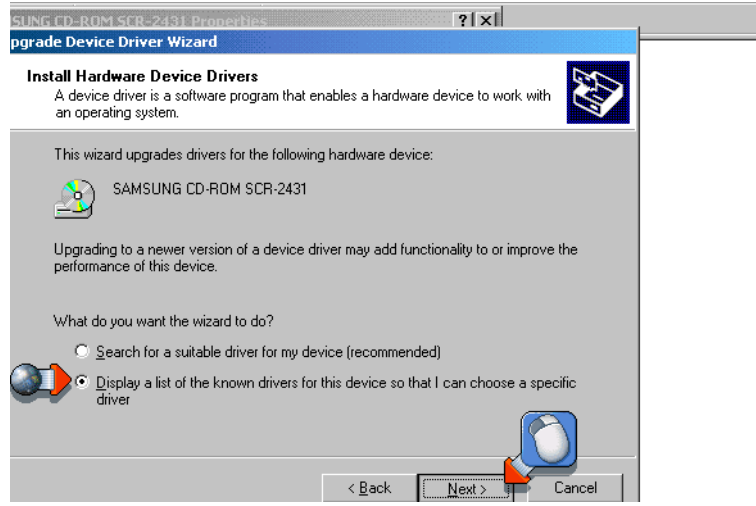 SUNG CD-ROM SCR-2431 Properties
pgrade Device Driver Wizard
Install Hardware Device Drivers
A device driver is a software program that enables a hardware device to work with
an operating system.
This wizard upgrades drivers for the following hardware device:
SAMSUNG CD-ROM SCR-2431
Upgrading to a newer version of a device driver may add functionality to or improve the
performance of this device.
What do you want the wizard to do?
Search for a suitable driver for my device (recommended)
Display a list of the known drivers for this device so that I can choose a specific
driver
< Back Next > Cancel